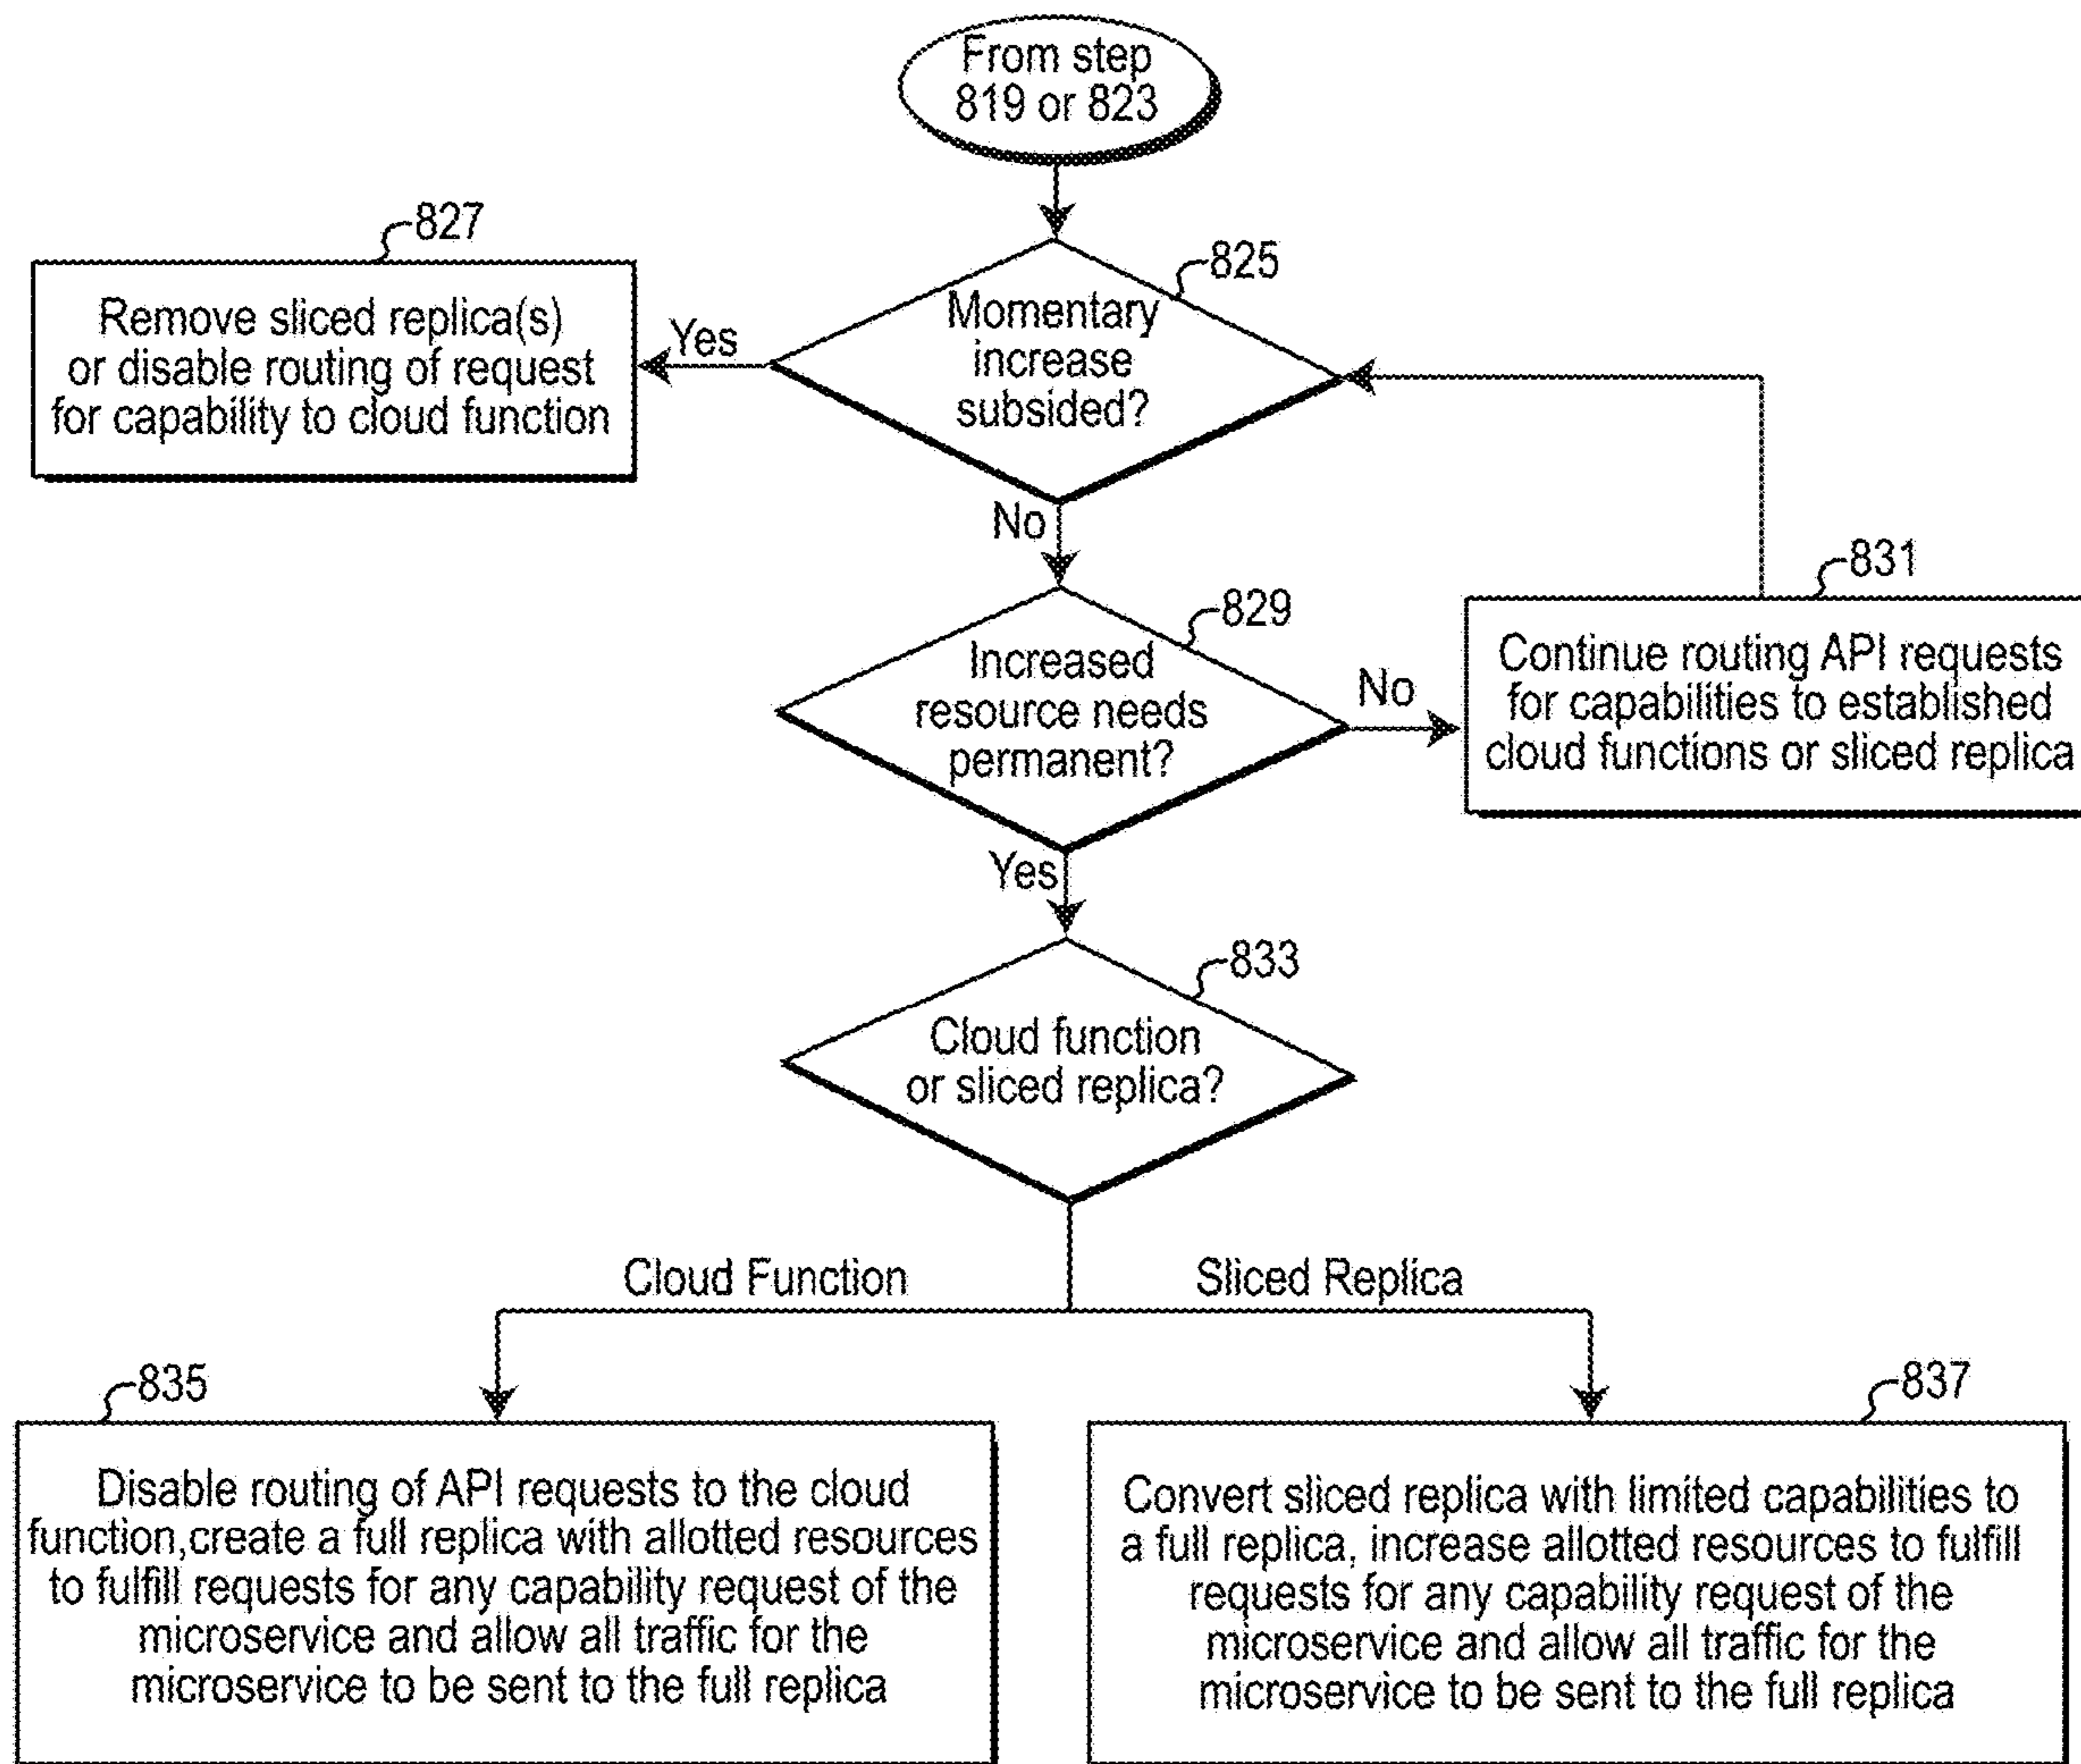 From step
819 or 823
827
825
Remove sliced replica(s)
or disable routing of request
for capability to cloud function
Yes
Momentary
increase
subsided?
No
831
829
Increased
resource needs
permanent?
No
Continue routing API requests
for capabilities to established
cloud functions or sliced replica
Yes
833
Cloud function
or sliced replica?
Cloud Function
Sliced Replica
835
837
Disable routing of API requests to the cloud
function,create a full replica with allotted resources
to fulfill requests for any capability request of the
microservice and allow all traffic for the
microservice to be sent to the full replica
Convert sliced replica with limited capabilities to
a full replica, increase allotted resources to fulfill
requests for any capability request of the
microservice and allow all traffic for the
microservice to be sent to the full replica